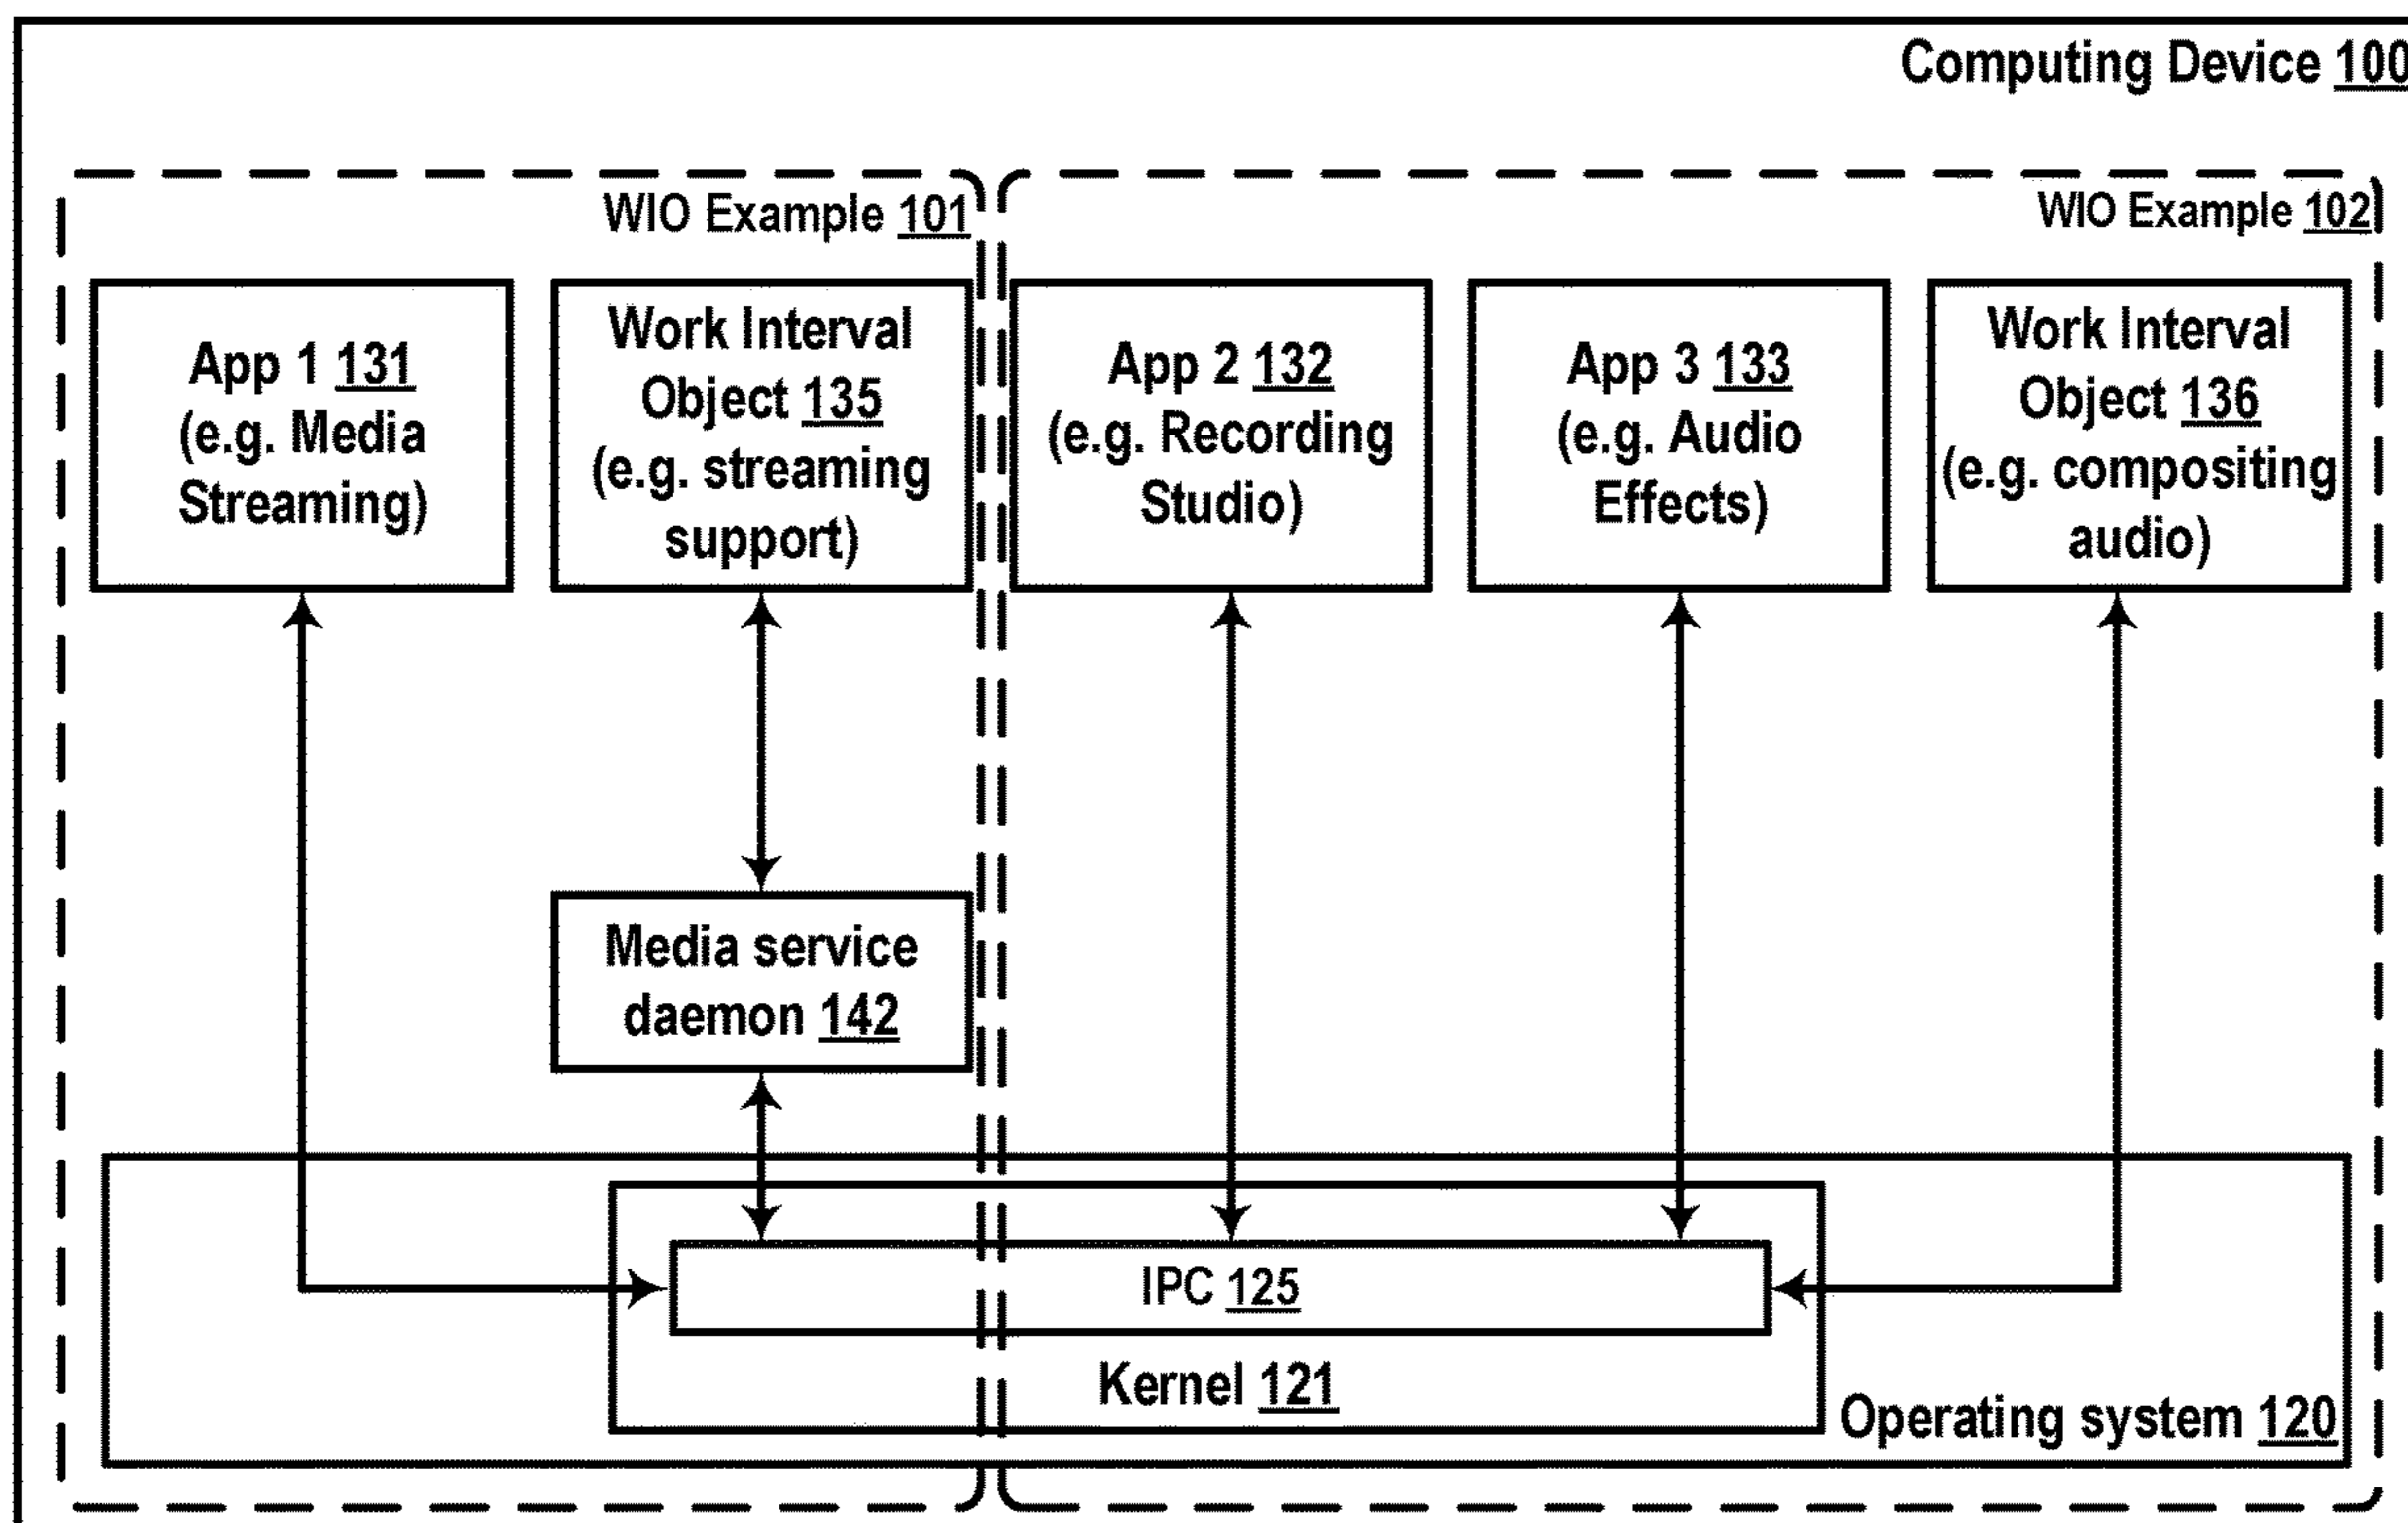 Computing Device 100
WIO Example 101
WIO Example 102
App 1 131
(e.g. Media
Streaming)
Work Interval
Object 135
(e.g. streaming
support)
App 2 132
(e.g. Recording
Studio)
App 3 133
(e.g. Audio
Effects)
Work Interval
Object 136
(e.g. compositing
audio)
Media service
daemon 142
IPC 125
Kernel 121
Operating system 120